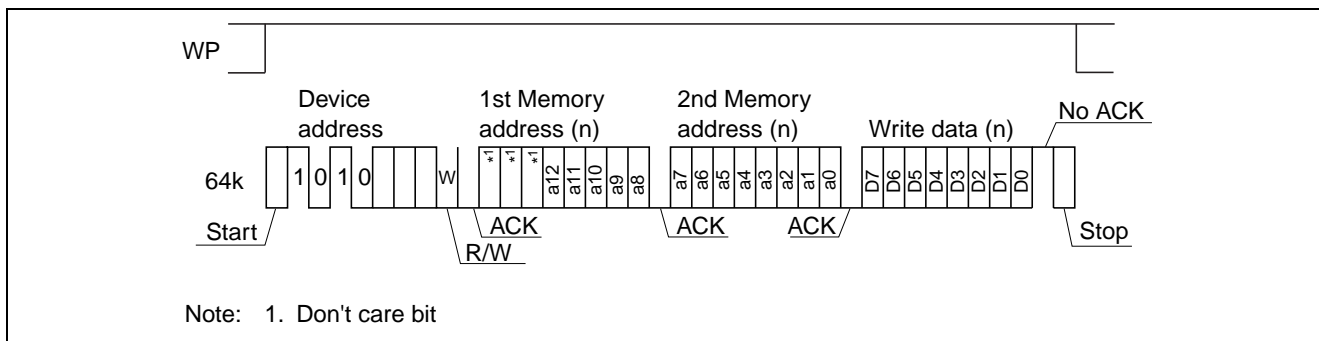 WP
Device
address
1st Memory
address (n)
2nd Memory
address (n)
Write data (n)
No ACK
64k
1 0 1 0
W
*1 *1 *1 a12 a11 a10 a9 a8
a7 a6 a5 a4 a3 a2 a1 a0
D7 D6 D5 D4 D3 D2 D1 D0
Start
R/W
ACK
ACK
ACK
Stop
Note: 1. Don't care bit